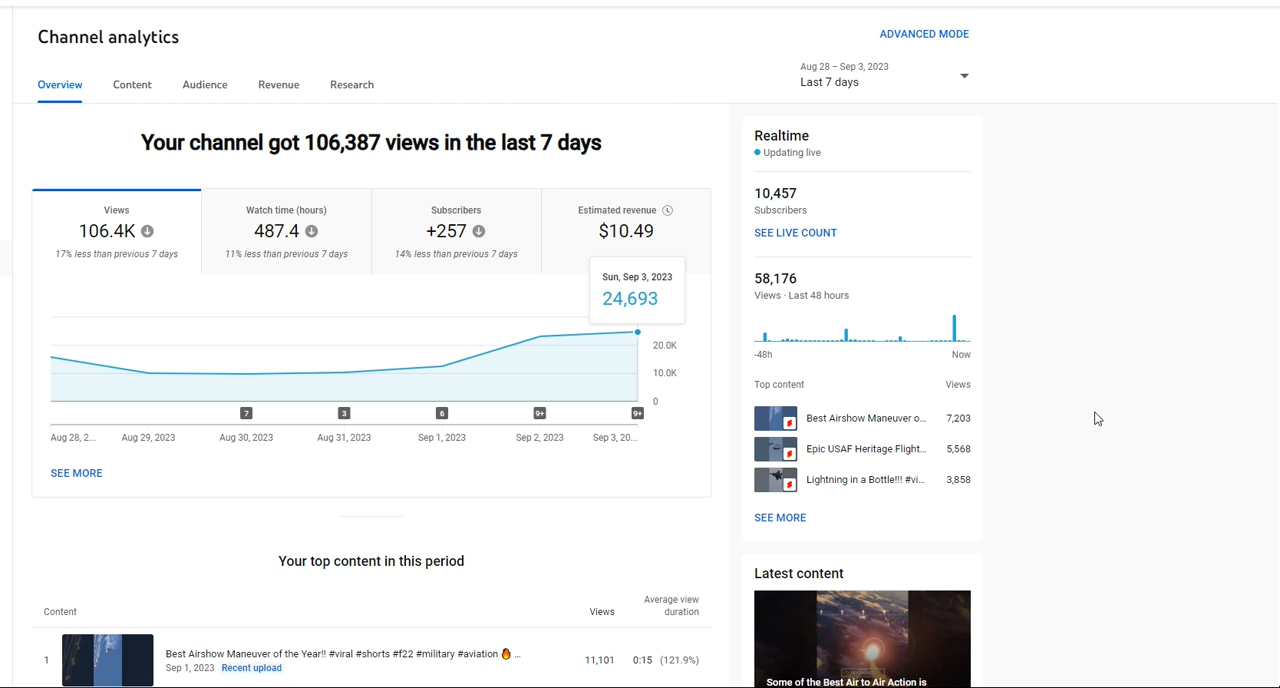 Channel analytics
ADVANCED MODE
Aug 28 – Sep 3, 2023
Last 7 days
Overview
Content
Audience
Revenue
Research
Your channel got 106,387 views in the last 7 days
Views
106.4K
17% less than previous 7 days
Watch time (hours)
487.4
11% less than previous 7 days
Subscribers
+257
14% less than previous 7 days
Estimated revenue
$10.49
Sun, Sep 3, 2023
24,693
20.0K
10.0K
0
7
3
6
9+
9+
Aug 28, 2...
Aug 29, 2023
Aug 30, 2023
Aug 31, 2023
Sep 1, 2023
Sep 2, 2023
Sep 3, 20...
SEE MORE
Your top content in this period
Content
Views
Average view
duration
1
Best Airshow Maneuver of the Year!! #viral #shorts #f22 #military #aviation 🔥 ...
Sep 1, 2023 Recent upload
11,101
0:15 (121.9%)
Realtime
Updating live
10,457
Subscribers
SEE LIVE COUNT
58,176
Views · Last 48 hours
-48h
Now
Top content
Views
Best Airshow Maneuver o...
7,203
Epic USAF Heritage Flight...
5,568
Lightning in a Bottle!!! #vi...
3,858
SEE MORE
Latest content
Some of the Best Air to Air Action is